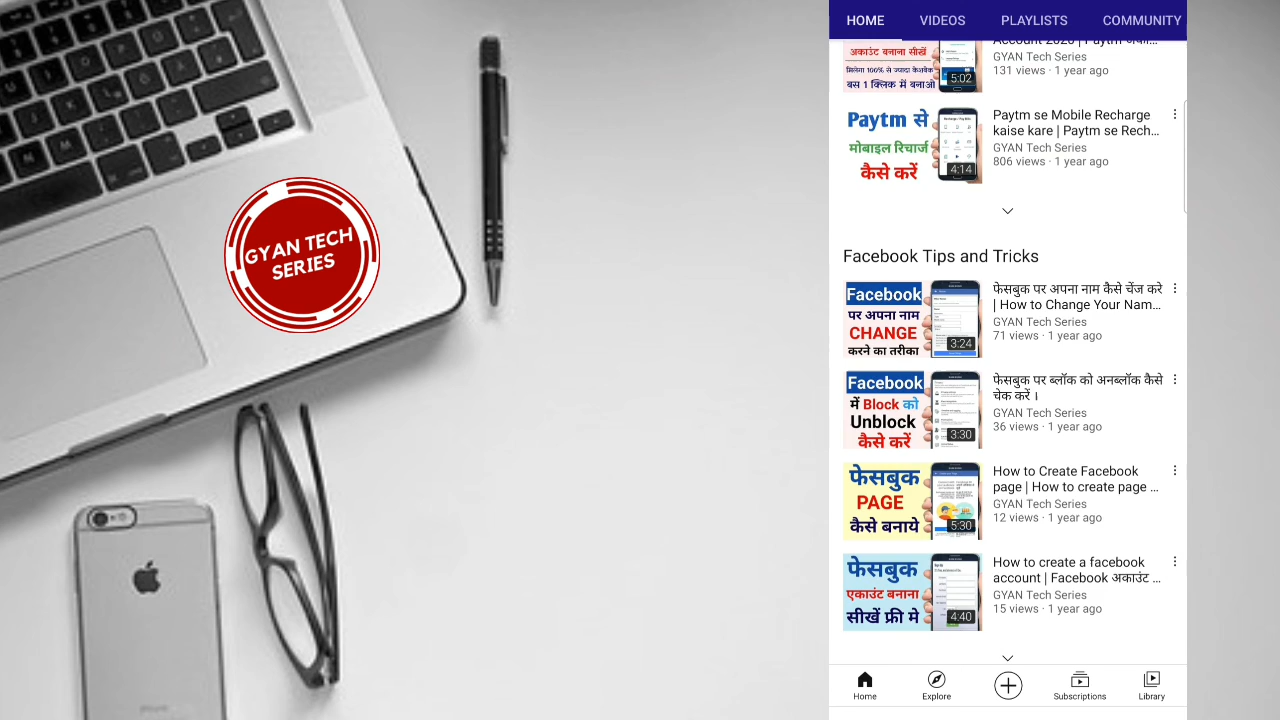 GYAN TECH
SERIES
HOME
VIDEOS
PLAYLISTS
COMMUNITY
अकाउंट बनाना सीखें
मिलेगा 100% से ज्यादा कैशबैक
बस 1 क्लिक में बनाओ
5:02
GYAN Tech Series
131 views · 1 year ago
Paytm से
मोबाइल रिचार्ज
कैसे करें
4:14
Paytm se Mobile Recharge
kaise kare | Paytm se Rech...
GYAN Tech Series
806 views · 1 year ago
Facebook Tips and Tricks
Facebook
पर अपना नाम
CHANGE
करने का तरीका
3:24
फेसबुक पर अपना नाम कैसे चेंज करे
| How to Change Your Nam...
GYAN Tech Series
71 views · 1 year ago
Facebook
में Block को
Unblock
कैसे करें
3:30
फेसबुक पर ब्लॉक को अनब्लॉक कैसे
चेक करें
GYAN Tech Series
36 views · 1 year ago
फेसबुक
PAGE
कैसे बनाये
5:30
How to Create Facebook
page | How to create page ...
GYAN Tech Series
12 views · 1 year ago
फेसबुक
एकाउंट बनाना
सीखें फ्री मे
4:40
How to create a facebook
account | Facebook अकाउंट ...
GYAN Tech Series
15 views · 1 year ago
Home
Explore
Subscriptions
Library